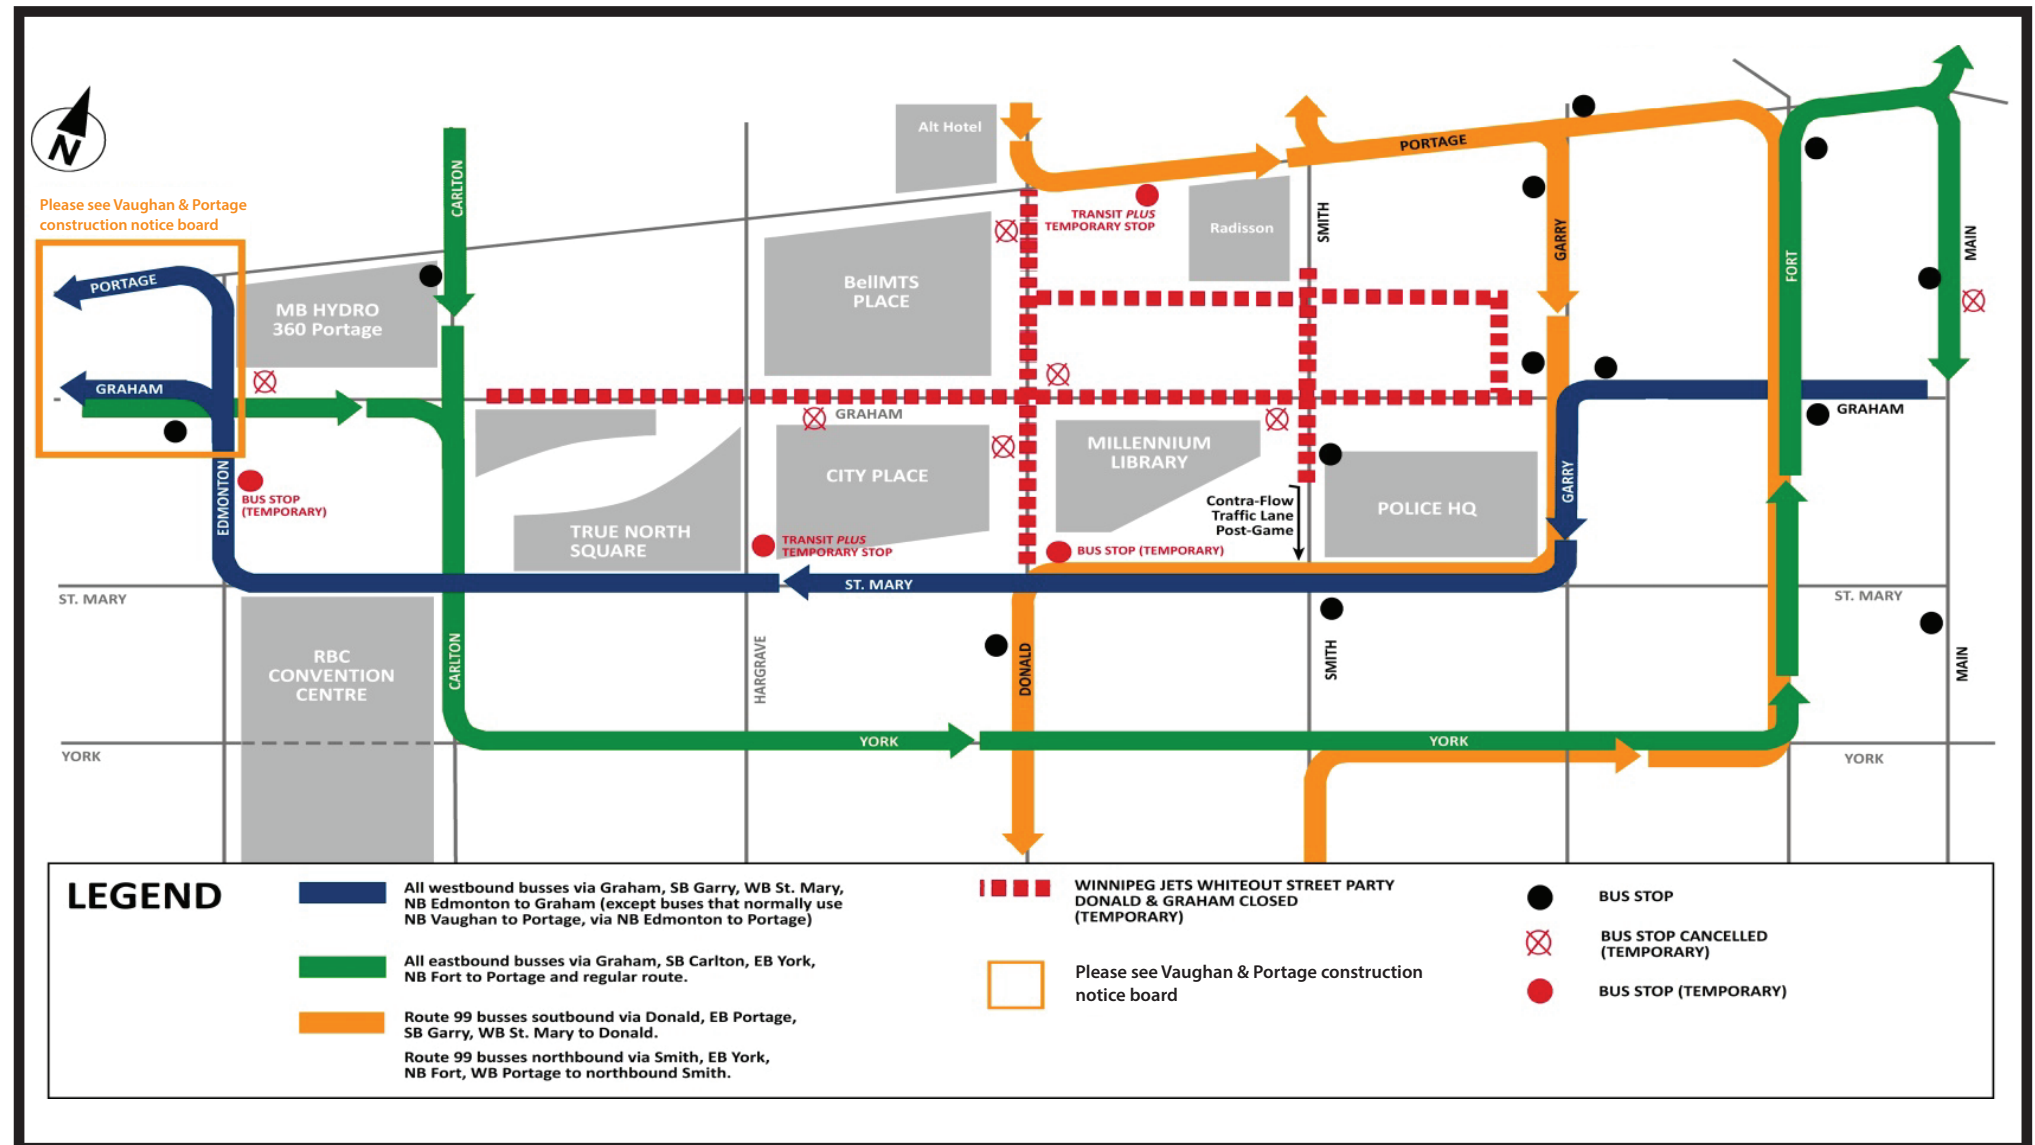 N
Please see Vaughan & Portage
construction notice board
PORTAGE
GRAHAM
EDMONTON
BUS STOP
(TEMPORARY)
MB HYDRO
360 Portage
CARLTON
CARLTON
Alt Hotel
BellMTS
PLACE
TRANSIT PLUS
TEMPORARY STOP
Radisson
SMITH
PORTAGE
GARRY
FORT
MAIN
GRAHAM
GRAHAM
CITY PLACE
MILLENNIUM
LIBRARY
Contra-Flow
Traffic Lane
Post-Game
POLICE HQ
GARRY
TRUE NORTH
SQUARE
TRANSIT PLUS
TEMPORARY STOP
BUS STOP (TEMPORARY)
ST. MARY
ST. MARY
ST. MARY
RBC
CONVENTION
CENTRE
HARGRAVE
DONALD
SMITH
MAIN
YORK
YORK
YORK
YORK
LEGEND
All westbound busses via Graham, SB Garry, WB St. Mary,
NB Edmonton to Graham (except buses that normally use
NB Vaughan to Portage, via NB Edmonton to Portage)
All eastbound busses via Graham, SB Carlton, EB York,
NB Fort to Portage and regular route.
Route 99 busses soutbound via Donald, EB Portage,
SB Garry, WB St. Mary to Donald.
Route 99 busses northbound via Smith, EB York,
NB Fort, WB Portage to northbound Smith.
WINNIPEG JETS WHITEOUT STREET PARTY
DONALD & GRAHAM CLOSED
(TEMPORARY)
Please see Vaughan & Portage construction
notice board
BUS STOP
BUS STOP CANCELLED
(TEMPORARY)
BUS STOP (TEMPORARY)